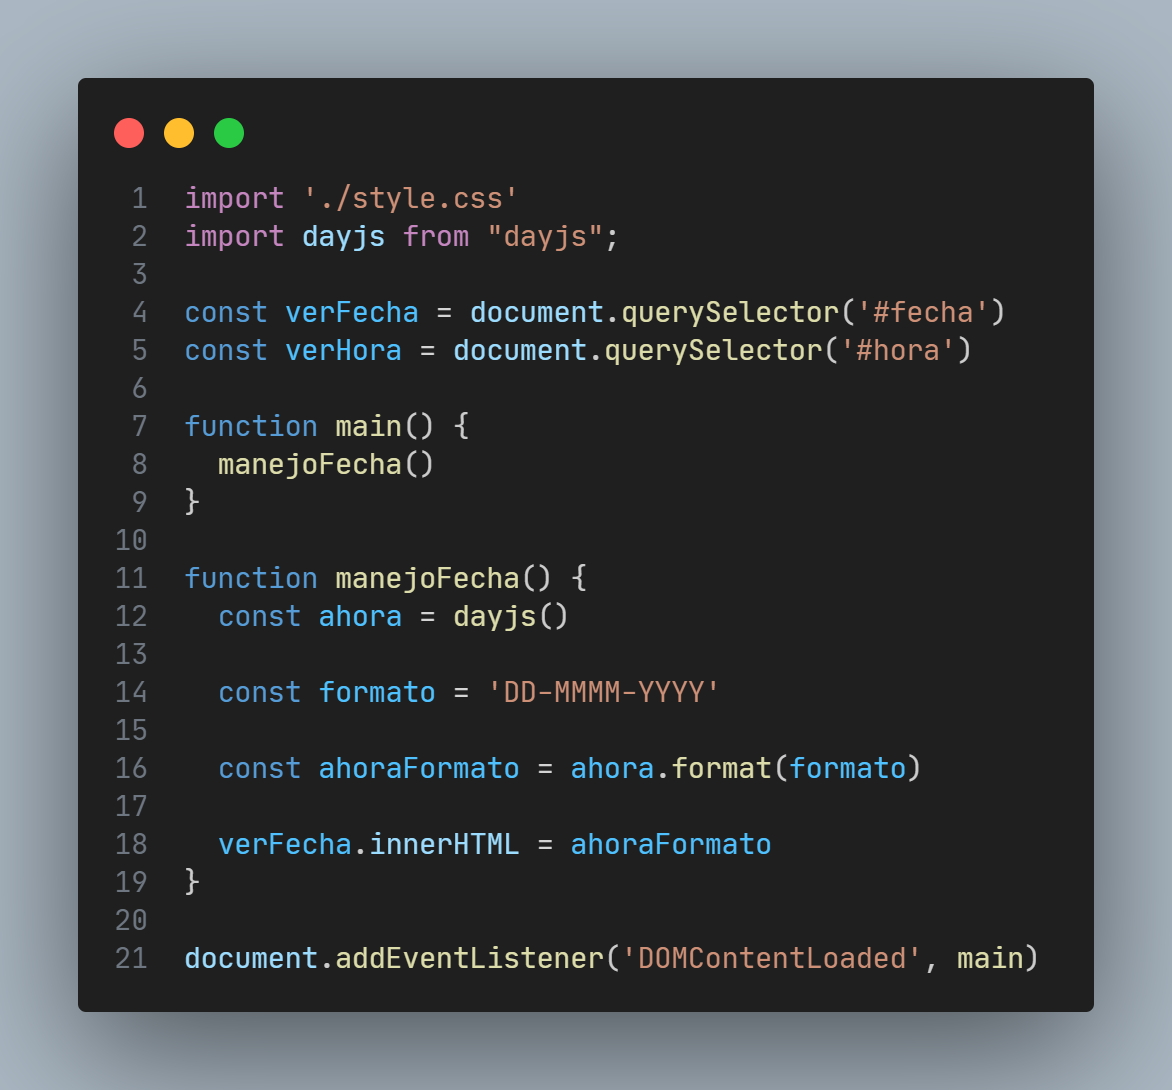 1 import './style.css'
2 import dayjs from "dayjs";
3
4 const verFecha = document.querySelector('#fecha')
5 const verHora = document.querySelector('#hora')
6
7 function main() {
8   manejoFecha()
9 }
10
11 function manejoFecha() {
12   const ahora = dayjs()
13
14   const formato = 'DD-MMMM-YYYY'
15
16   const ahoraFormato = ahora.format(formato)
17
18   verFecha.innerHTML = ahoraFormato
19 }
20
21 document.addEventListener('DOMContentLoaded', main)